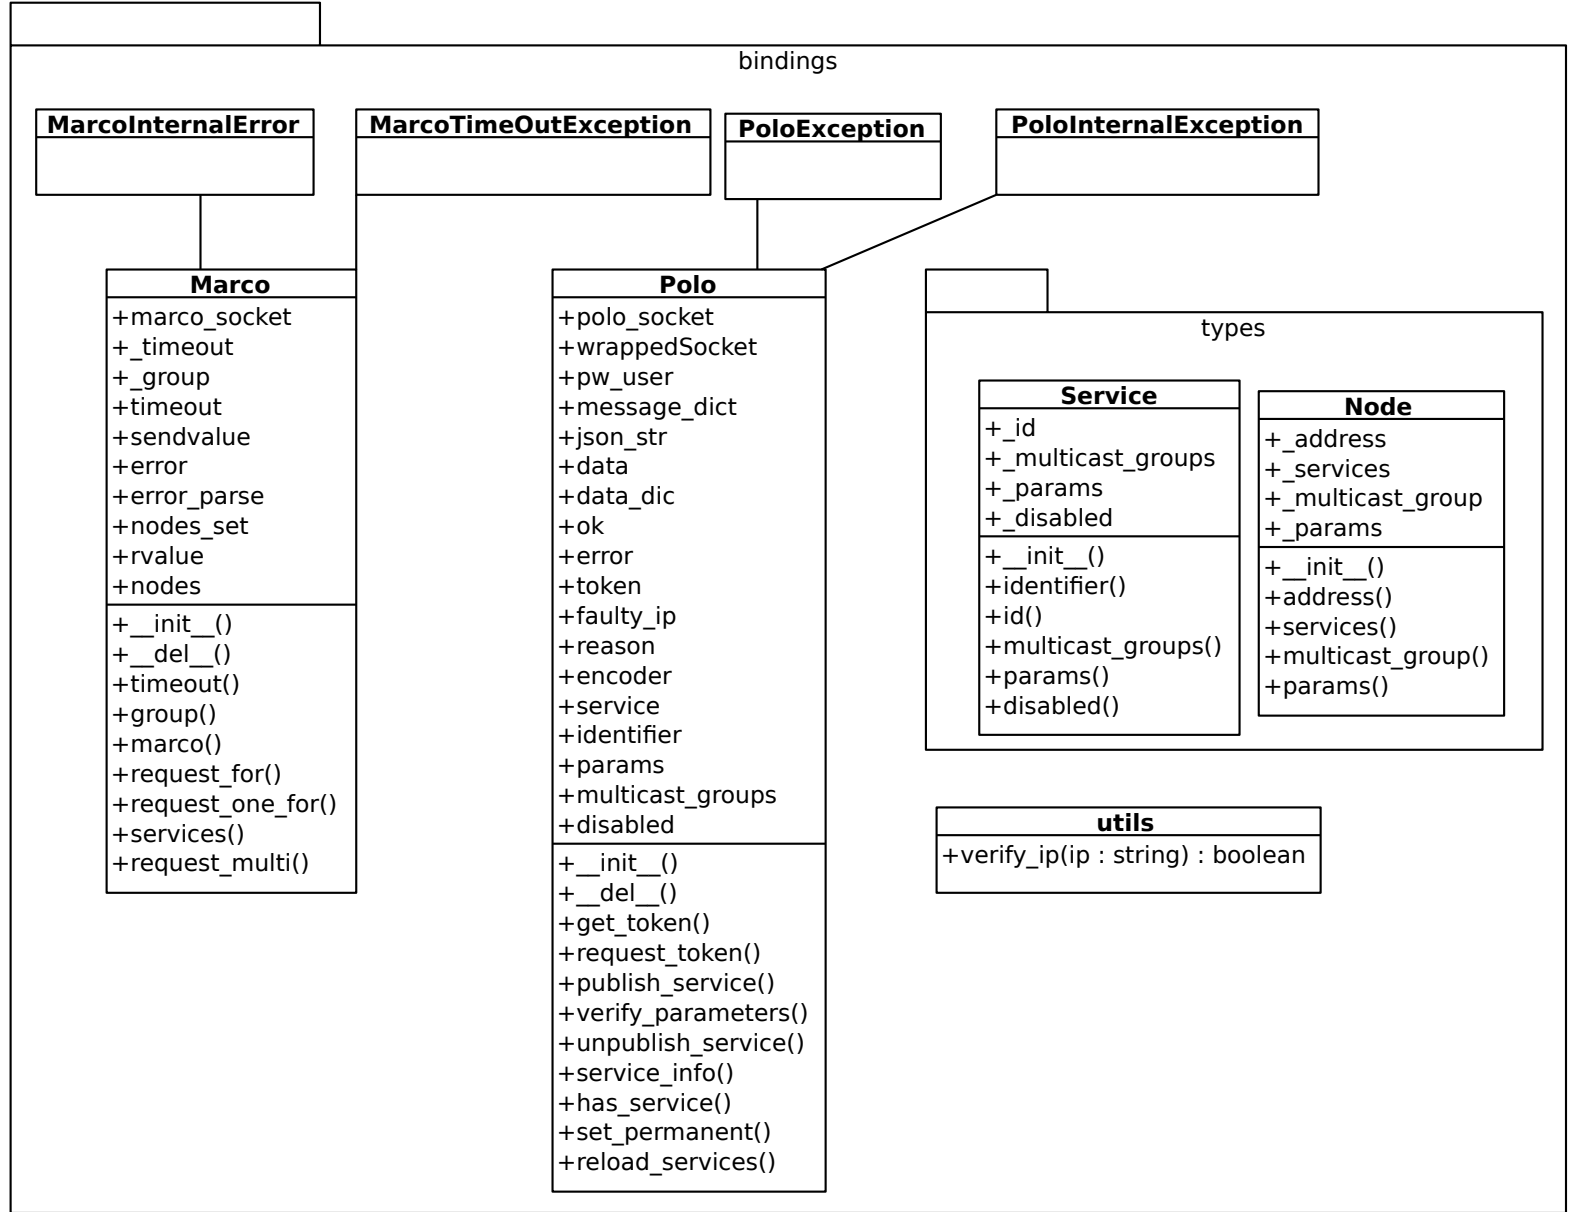 bindings
MarcoInternalError
MarcoTimeOutException
PoloException
PoloInternalException
Marco
+marco_socket
+_timeout
+_group
+timeout
+sendvalue
+error
+error_parse
+nodes_set
+rvalue
+nodes
+__init__()
+__del__()
+timeout()
+group()
+marco()
+request_for()
+request_one_for()
+services()
+request_multi()
Polo
+polo_socket
+wrappedSocket
+pw_user
+message_dict
+json_str
+data
+data_dic
+ok
+error
+token
+faulty_ip
+reason
+encoder
+service
+identifier
+params
+multicast_groups
+disabled
+__init__()
+__del__()
+get_token()
+request_token()
+publish_service()
+verify_parameters()
+unpublish_service()
+service_info()
+has_service()
+set_permanent()
+reload_services()
types
Service
+_id
+_multicast_groups
+_params
+_disabled
+__init__()
+identifier()
+id()
+multicast_groups()
+params()
+disabled()
Node
+_address
+_services
+_multicast_group
+_params
+__init__()
+address()
+services()
+multicast_group()
+params()
utils
+verify_ip(ip : string) : boolean